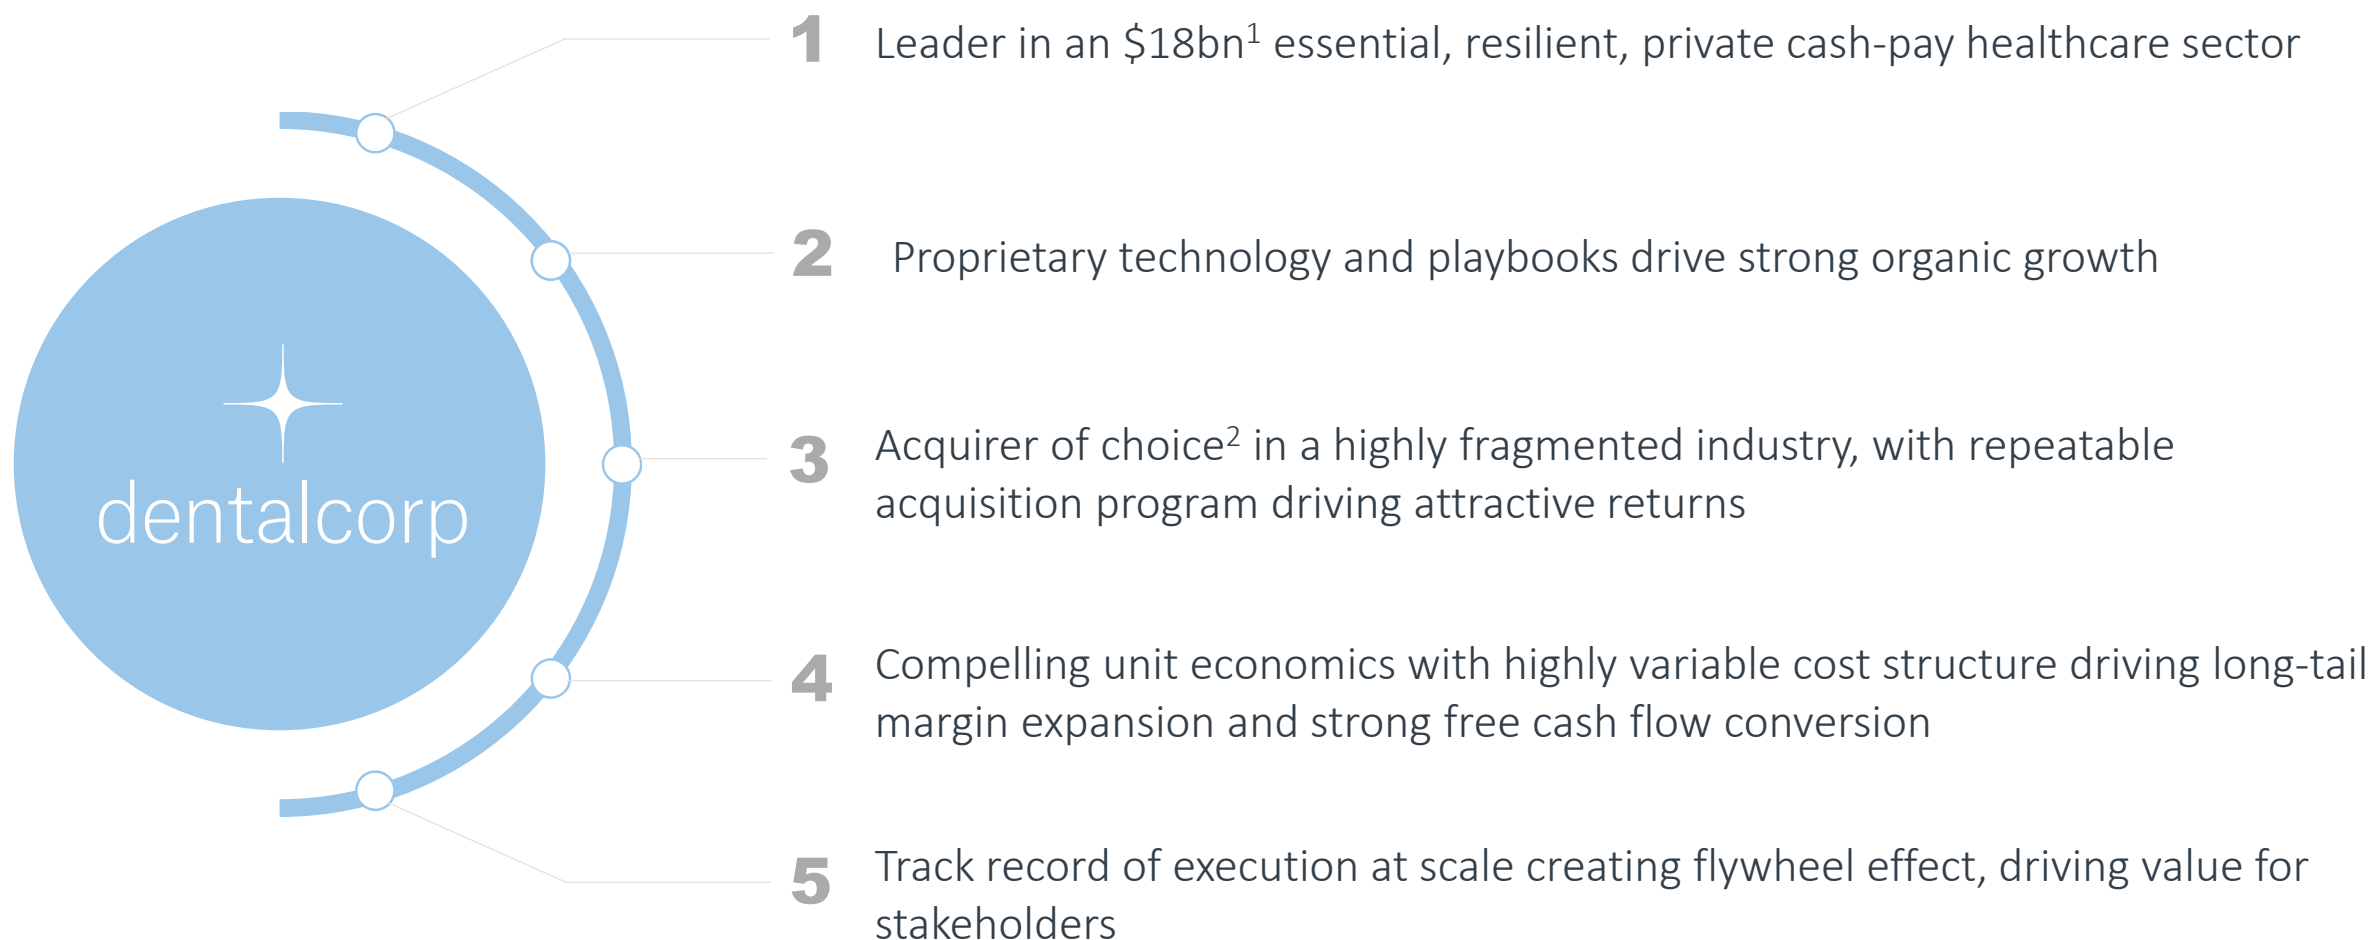 dentalcorp
1 Leader in an $18bn¹ essential, resilient, private cash-pay healthcare sector
2 Proprietary technology and playbooks drive strong organic growth
3 Acquirer of choice² in a highly fragmented industry, with repeatable
acquisition program driving attractive returns
4 Compelling unit economics with highly variable cost structure driving long-tail
margin expansion and strong free cash flow conversion
5 Track record of execution at scale creating flywheel effect, driving value for
stakeholders